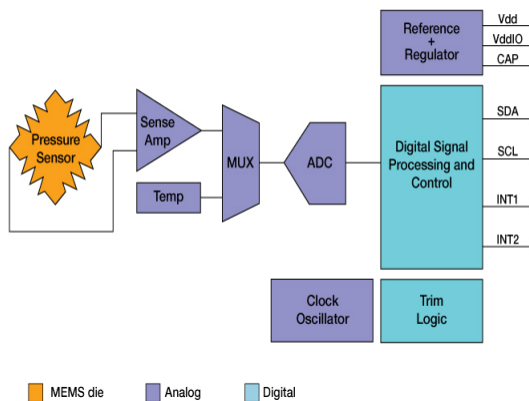 Reference
+
Regulator
Vdd
VddIO
CAP
Pressure
Sensor
Sense
Amp
Temp
MUX
ADC
Digital Signal
Processing and
Control
SDA
SCL
INT1
INT2
Clock
Oscillator
Trim
Logic
MEMS die
Analog
Digital